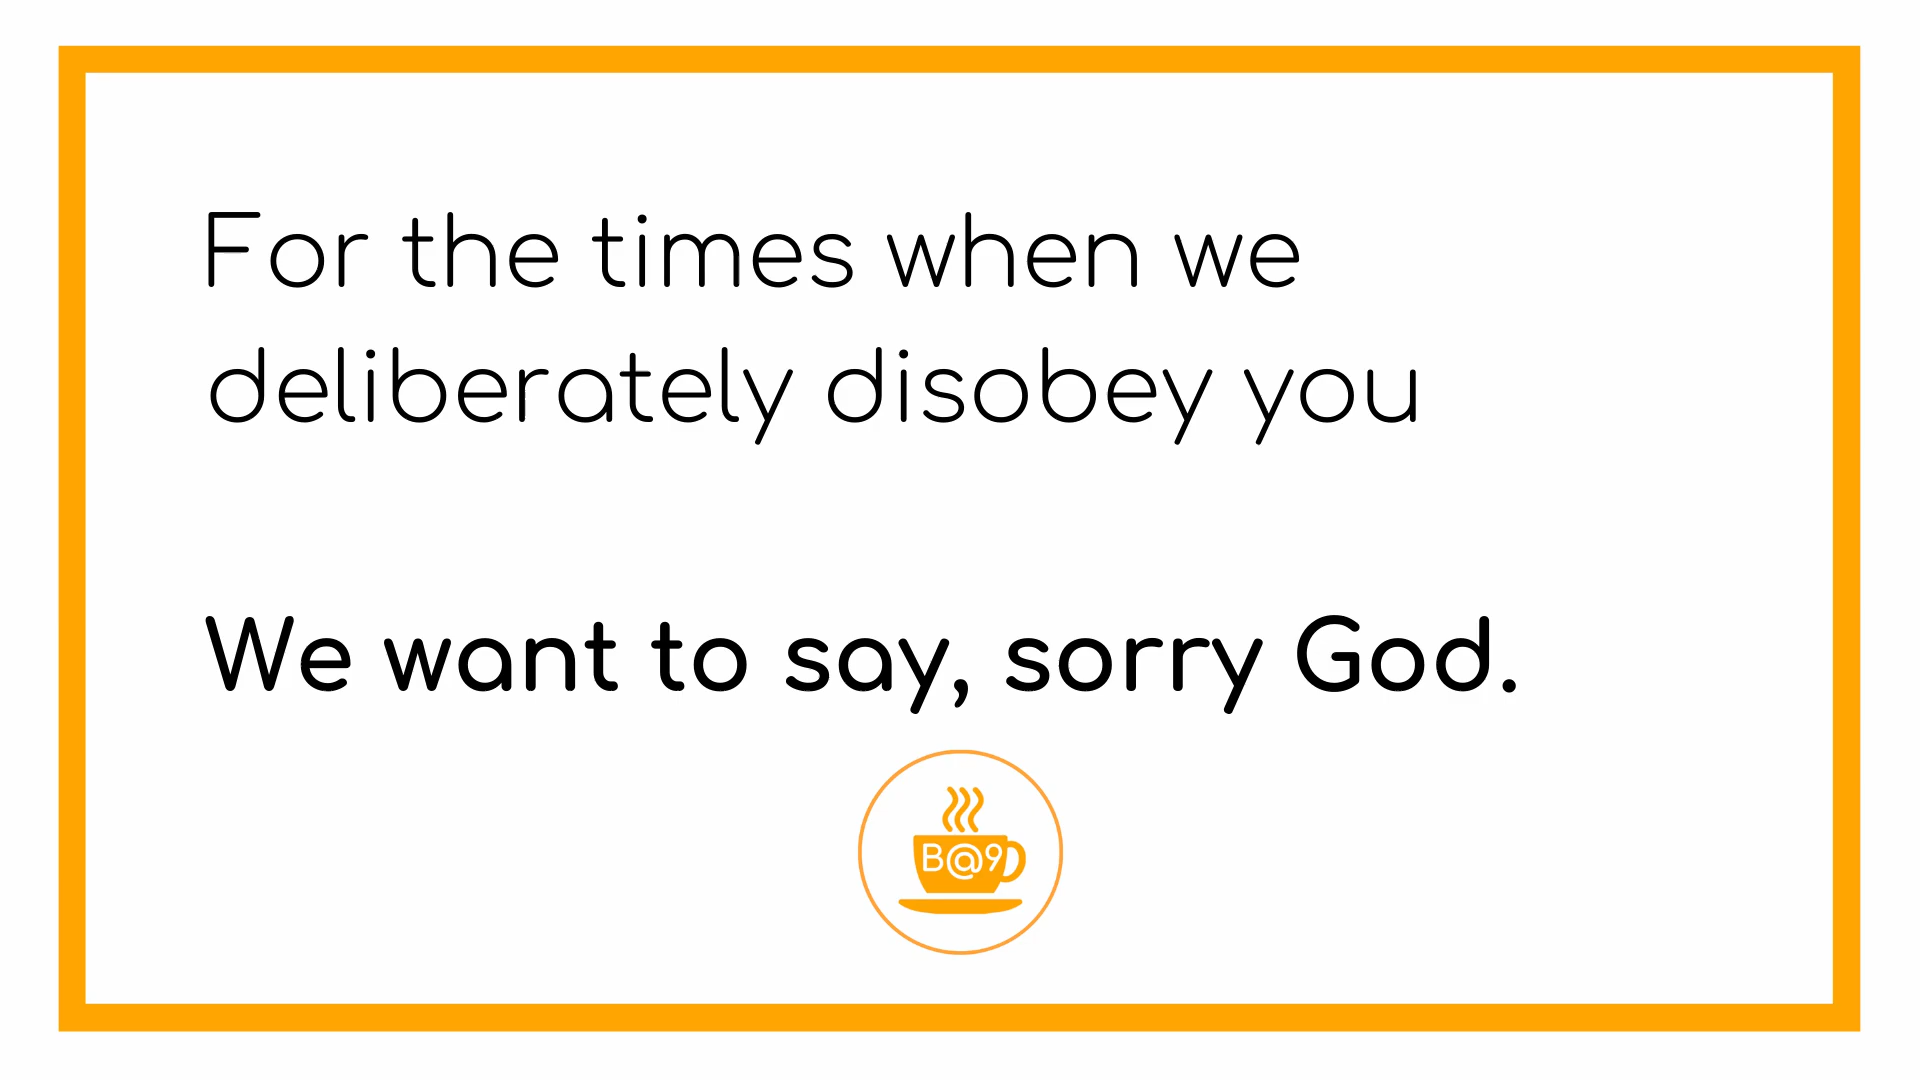 For the times when we
deliberately disobey you
We want to say, sorry God.
B@9